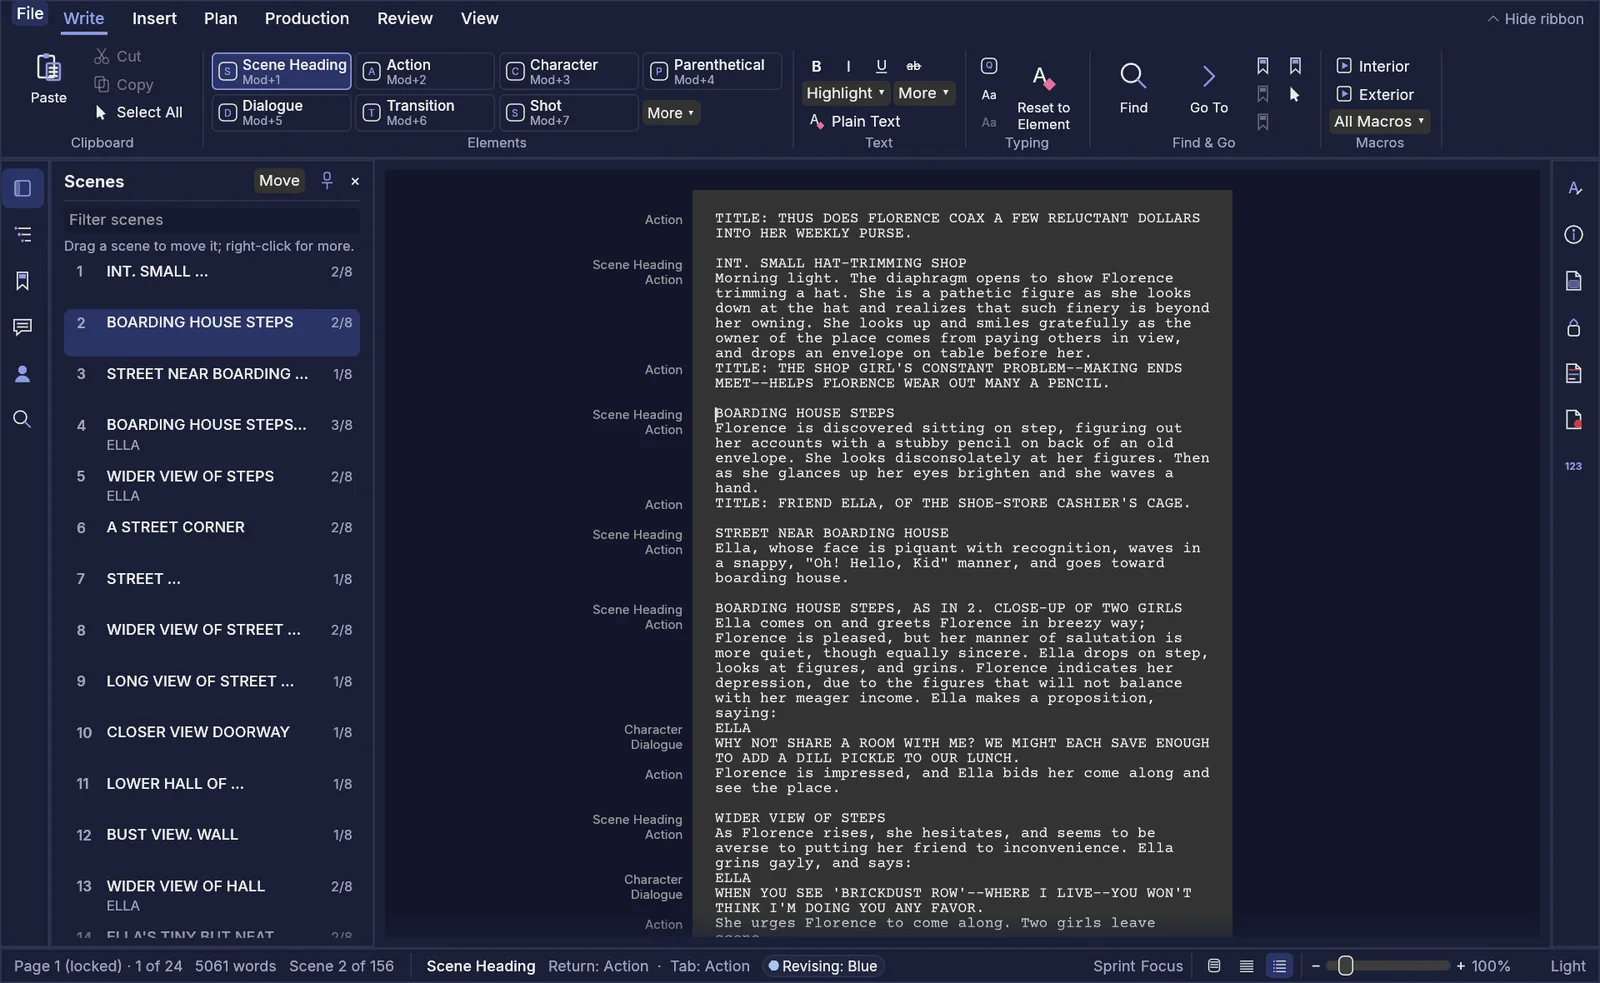 File
Write
Insert
Plan
Production
Review
View
Hide ribbon
Paste
Cut
Copy
Select All
Clipboard
S Scene Heading
Mod+1
A Action
Mod+2
C Character
Mod+3
P Parenthetical
Mod+4
D Dialogue
Mod+5
T Transition
Mod+6
S Shot
Mod+7
More
Elements
B I U ab
Highlight
More
A Plain Text
Text
Q
Aa
Aa
A Reset to
Element
Typing
Find
Go To
Find & Go
Interior
Exterior
All Macros
Macros
Scenes
Move
Filter scenes
Drag a scene to move it; right-click for more.
1 INT. SMALL ... 2/8
2 BOARDING HOUSE STEPS 2/8
3 STREET NEAR BOARDING ... 1/8
4 BOARDING HOUSE STEPS... 3/8
ELLA
5 WIDER VIEW OF STEPS 2/8
ELLA
6 A STREET CORNER 2/8
7 STREET ... 1/8
8 WIDER VIEW OF STREET ... 2/8
9 LONG VIEW OF STREET ... 1/8
10 CLOSER VIEW DOORWAY 1/8
11 LOWER HALL OF ... 1/8
12 BUST VIEW. WALL 1/8
13 WIDER VIEW OF HALL 2/8
ELLA
14 ELLA'S TINY BUT NEAT 2/8
Action TITLE: THUS DOES FLORENCE COAX A FEW RELUCTANT DOLLARS
INTO HER WEEKLY PURSE.
Scene Heading INT. SMALL HAT-TRIMMING SHOP
Action Morning light. The diaphragm opens to show Florence
trimming a hat. She is a pathetic figure as she looks
down at the hat and realizes that such finery is beyond
her owning. She looks up and smiles gratefully as the
owner of the place comes from paying others in view,
and drops an envelope on table before her.
Action TITLE: THE SHOP GIRL'S CONSTANT PROBLEM--MAKING ENDS
MEET--HELPS FLORENCE WEAR OUT MANY A PENCIL.
Scene Heading BOARDING HOUSE STEPS
Action Florence is discovered sitting on step, figuring out
her accounts with a stubby pencil on back of an old
envelope. She looks disconsolately at her figures. Then
as she glances up her eyes brighten and she waves a
hand.
Action TITLE: FRIEND ELLA, OF THE SHOE-STORE CASHIER'S CAGE.
Scene Heading STREET NEAR BOARDING HOUSE
Action Ella, whose face is piquant with recognition, waves in
a snappy, "Oh! Hello, Kid" manner, and goes toward
boarding house.
Scene Heading BOARDING HOUSE STEPS, AS IN 2. CLOSE-UP OF TWO GIRLS
Action Ella comes on and greets Florence in breezy way;
Florence is pleased, but her manner of salutation is
more quiet, though equally sincere. Ella drops on step,
looks at figures, and grins. Florence indicates her
depression, due to the figures that will not balance
with her meager income. Ella makes a proposition,
saying:
Character ELLA
Dialogue WHY NOT SHARE A ROOM WITH ME? WE MIGHT EACH SAVE ENOUGH
TO ADD A DILL PICKLE TO OUR LUNCH.
Action Florence is impressed, and Ella bids her come along and
see the place.
Scene Heading WIDER VIEW OF STEPS
Action As Florence rises, she hesitates, and seems to be
averse to putting her friend to inconvenience. Ella
grins gayly, and says:
Character ELLA
Dialogue WHEN YOU SEE 'BRICKDUST ROW'--WHERE I LIVE--YOU WON'T
THINK I'M DOING YOU ANY FAVOR.
Action She urges Florence to come along. Two girls leave
123
Page 1 (locked) · 1 of 24 5061 words Scene 2 of 156
Scene Heading Return: Action · Tab: Action
Revising: Blue
Sprint Focus
− + 100%
Light